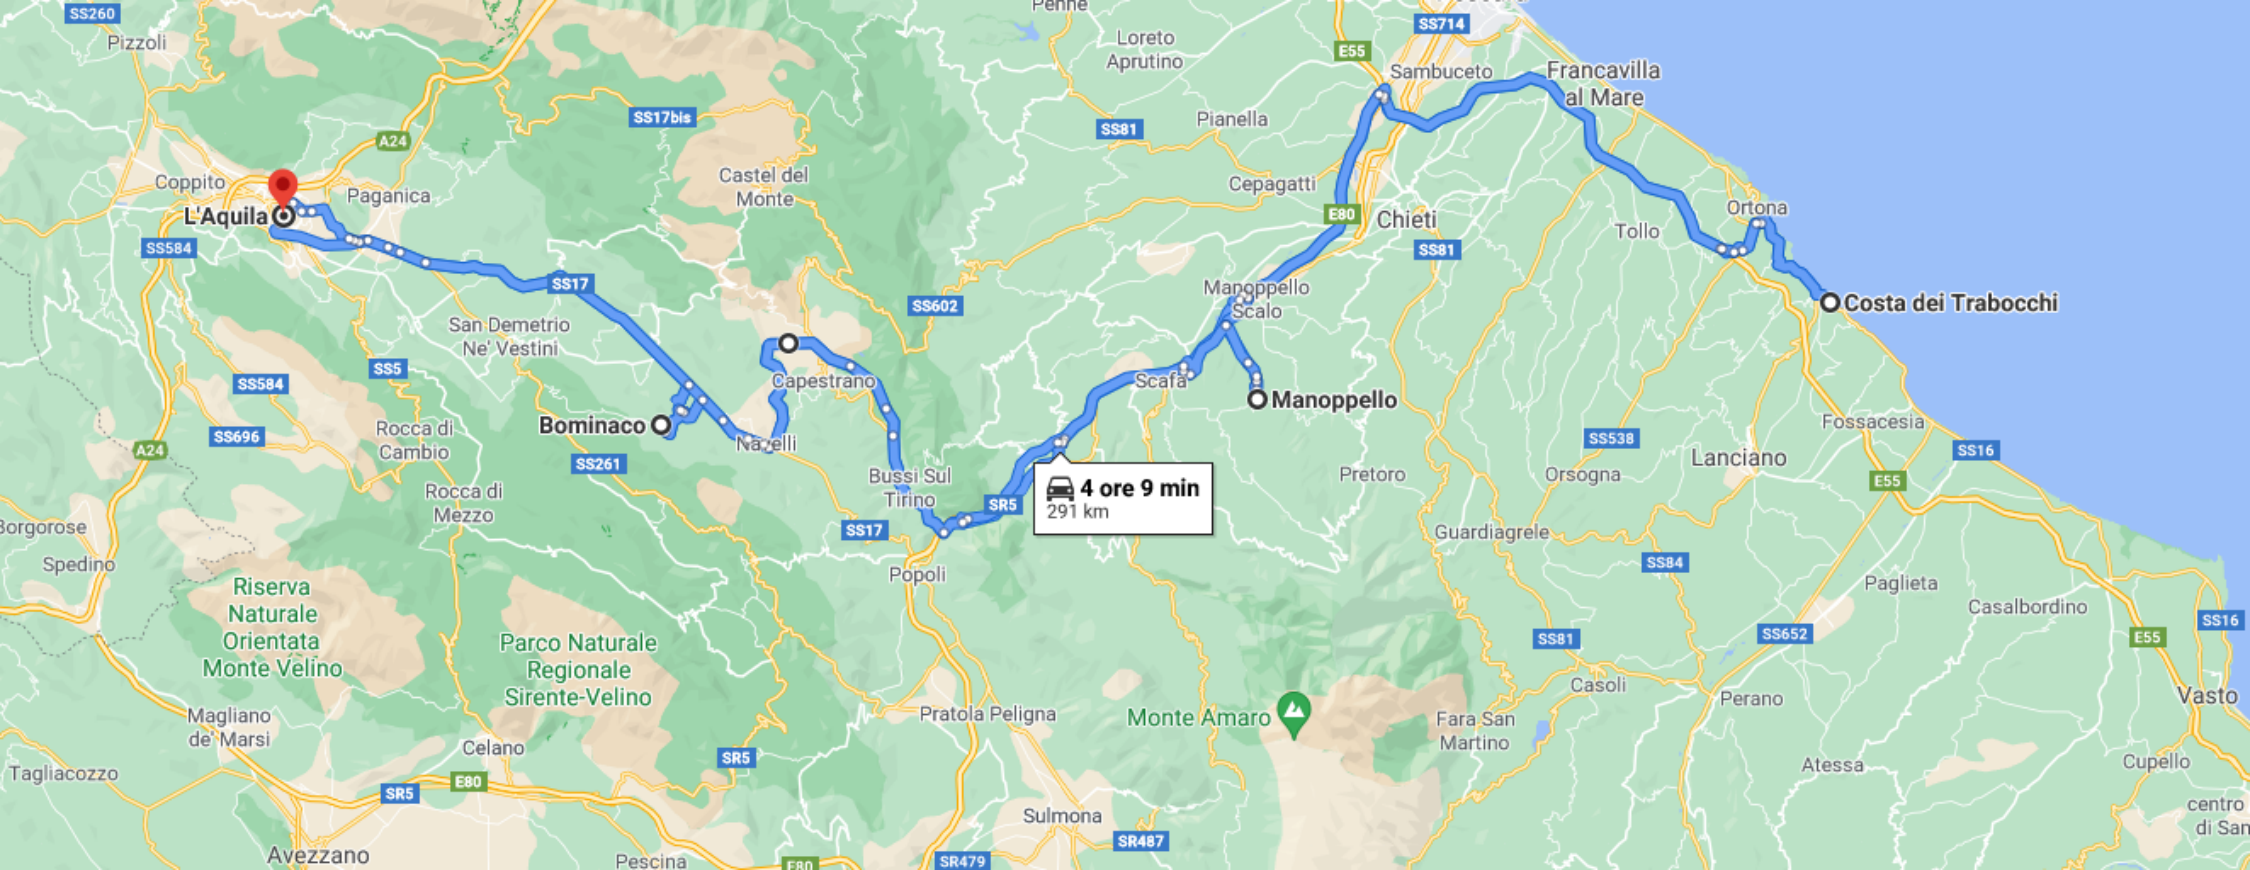 SS260
Pizzoli
Penne
SS714
Loreto
Aprutino
E55
Sambuceto
Francavilla
al Mare
SS17bis
SS81
Pianella
A24
Coppito
Paganica
Castel del
Monte
Cepagatti
L'Aquila
E80
Chieti
Ortona
Tollo
SS584
SS81
SS17
Manoppello
Scalo
SS602
Costa dei Trabocchi
San Demetrio
Ne' Vestini
SS5
SS584
Capestrano
Scafa
Manoppello
Bominaco
Navelli
SS696
Rocca di
Cambio
A24
SS261
Fossacesia
SS538
SS16
Lanciano
Bussi Sul
Tirino
Pretoro
Orsogna
E55
Rocca di
Mezzo
SR5
4 ore 9 min
291 km
Borgorose
SS17
Guardiagrele
Spedino
Popoli
SS84
Paglieta
Casalbordino
Riserva
Naturale
Orientata
Monte Velino
Parco Naturale
Regionale
Sirente-Velino
SS81
SS652
SS16
E55
Casoli
Perano
Vasto
Magliano
de' Marsi
Pratola Peligna
Monte Amaro
Fara San
Martino
Celano
SR5
Tagliacozzo
SR5
E80
Atessa
Cupello
Sulmona
centro
di San
SR487
Avezzano
Pescina
E80
SR479